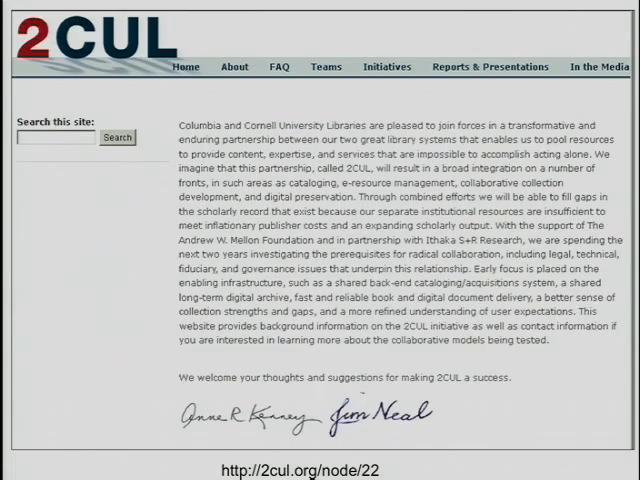 2CUL
Home About FAQ Teams Initiatives Reports & Presentations In the Media
Search this site:
Search
Columbia and Cornell University Libraries are pleased to join forces in a transformative and
enduring partnership between our two great library systems that enables us to pool resources
to provide content, expertise, and services that are impossible to accomplish acting alone. We
imagine that this partnership, called 2CUL, will result in a broad integration on a number of
fronts, in such areas as cataloging, e-resource management, collaborative collection
development, and digital preservation. Through combined efforts we will be able to fill gaps in
the scholarly record that exist because our separate institutional resources are insufficient to
meet inflationary publisher costs and an expanding scholarly output. With the support of The
Andrew W. Mellon Foundation and in partnership with Ithaka S+R Research, we are spending the
next two years investigating the prerequisites for radical collaboration, including legal, technical,
fiduciary, and governance issues that underpin this relationship. Early focus is placed on the
enabling infrastructure, such as a shared back-end cataloging/acquisitions system, a shared
long-term digital archive, fast and reliable book and digital document delivery, a better sense of
collection strengths and gaps, and a more refined understanding of user expectations. This
website provides background information on the 2CUL initiative as well as contact information if
you are interested in learning more about the collaborative models being tested.
We welcome your thoughts and suggestions for making 2CUL a success.
Anne R Kenney Jim Neal
http://2cul.org/node/22